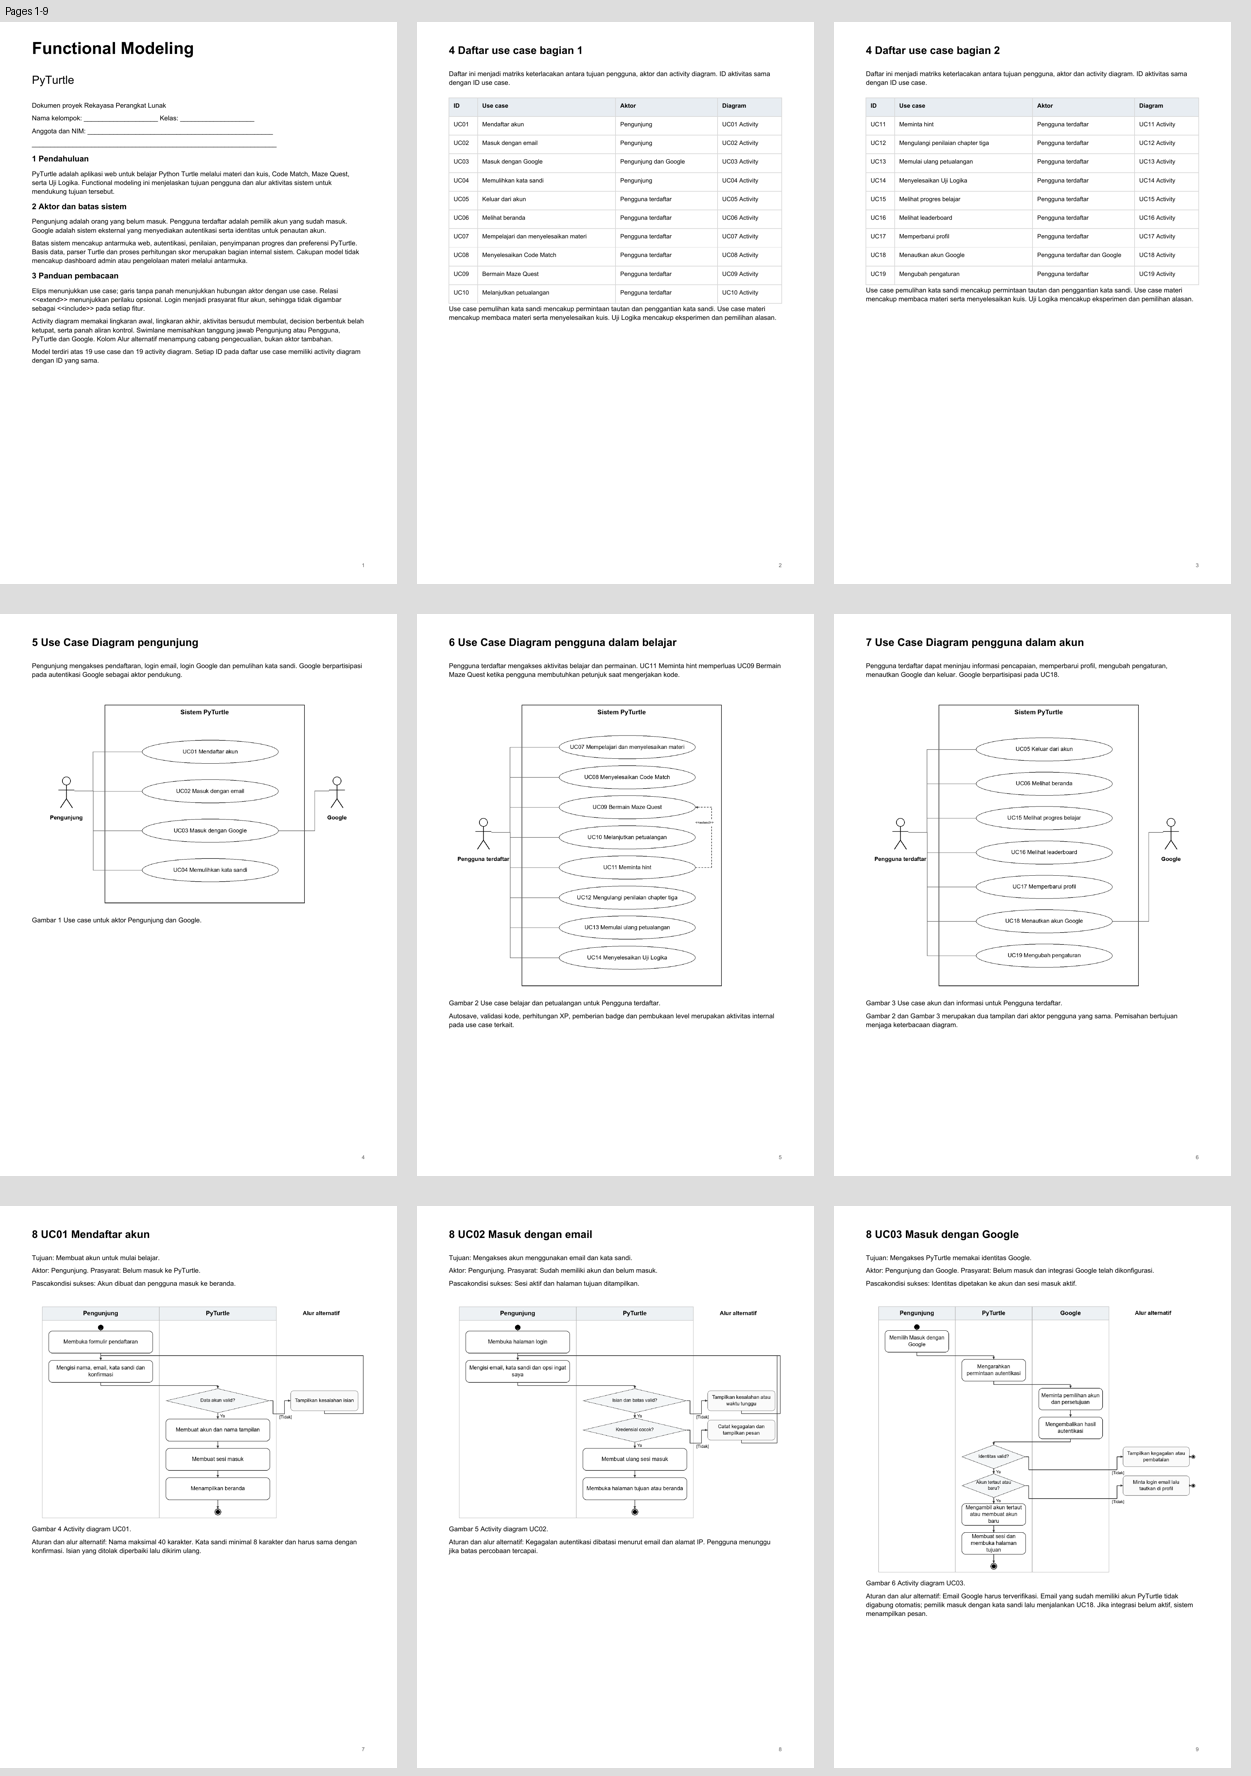 Pages 1-9
Functional Modeling
PyTurtle
Dokumen proyek Rekayasa Perangkat Lunak
Nama kelompok: ____________________ Kelas: ____________________
Anggota dan NIM: __________________________________________________
1 Pendahuluan
PyTurtle adalah aplikasi web untuk belajar Python Turtle melalui materi dan kuis, Code Match, Maze Quest,
serta Uji Logika. Functional modeling ini menjelaskan tujuan pengguna dan alur aktivitas sistem untuk
mendukung tujuan tersebut.
2 Aktor dan batas sistem
Pengunjung adalah orang yang belum masuk. Pengguna terdaftar adalah pemilik akun yang sudah masuk.
Google adalah sistem eksternal yang menyediakan autentikasi serta identitas untuk penautan akun.
Batas sistem mencakup antarmuka web, autentikasi, penilaian, penyimpanan progres dan preferensi PyTurtle.
Basis data, parser Turtle dan proses perhitungan skor merupakan bagian internal sistem. Cakupan model tidak
mencakup dashboard admin atau pengelolaan materi melalui antarmuka.
3 Panduan pembacaan
Elips menunjukkan use case; garis tanpa panah menunjukkan hubungan aktor dengan use case. Relasi
<<extend>> menunjukkan perilaku opsional. Login menjadi prasyarat fitur akun, sehingga tidak digambar
sebagai <<include>> pada setiap fitur.
Activity diagram memakai lingkaran awal, lingkaran akhir, aktivitas bersudut membulat, decision berbentuk belah
ketupat, serta panah aliran kontrol. Swimlane memisahkan tanggung jawab Pengunjung atau Pengguna,
PyTurtle dan Google. Kolom Alur alternatif menampung cabang pengecualian, bukan aktor tambahan.
Model terdiri atas 19 use case dan 19 activity diagram. Setiap ID pada daftar use case memiliki activity diagram
dengan ID yang sama.
1
4 Daftar use case bagian 1
Daftar ini menjadi matriks keterlacakan antara tujuan pengguna, aktor dan activity diagram. ID aktivitas sama
dengan ID use case.
ID Use case Aktor Diagram
UC01 Mendaftar akun Pengunjung UC01 Activity
UC02 Masuk dengan email Pengunjung UC02 Activity
UC03 Masuk dengan Google Pengunjung dan Google UC03 Activity
UC04 Memulihkan kata sandi Pengunjung UC04 Activity
UC05 Keluar dari akun Pengguna terdaftar UC05 Activity
UC06 Melihat beranda Pengguna terdaftar UC06 Activity
UC07 Mempelajari dan menyelesaikan materi Pengguna terdaftar UC07 Activity
UC08 Menyelesaikan Code Match Pengguna terdaftar UC08 Activity
UC09 Bermain Maze Quest Pengguna terdaftar UC09 Activity
UC10 Melanjutkan petualangan Pengguna terdaftar UC10 Activity
Use case pemulihan kata sandi mencakup permintaan tautan dan penggantian kata sandi. Use case materi
mencakup membaca materi serta menyelesaikan kuis. Uji Logika mencakup eksperimen dan pemilihan alasan.
2
4 Daftar use case bagian 2
Daftar ini menjadi matriks keterlacakan antara tujuan pengguna, aktor dan activity diagram. ID aktivitas sama
dengan ID use case.
ID Use case Aktor Diagram
UC11 Meminta hint Pengguna terdaftar UC11 Activity
UC12 Mengulangi penilaian chapter tiga Pengguna terdaftar UC12 Activity
UC13 Memulai ulang petualangan Pengguna terdaftar UC13 Activity
UC14 Menyelesaikan Uji Logika Pengguna terdaftar UC14 Activity
UC15 Melihat progres belajar Pengguna terdaftar UC15 Activity
UC16 Melihat leaderboard Pengguna terdaftar UC16 Activity
UC17 Memperbarui profil Pengguna terdaftar UC17 Activity
UC18 Menautkan akun Google Pengguna terdaftar dan Google UC18 Activity
UC19 Mengubah pengaturan Pengguna terdaftar UC19 Activity
Use case pemulihan kata sandi mencakup permintaan tautan dan penggantian kata sandi. Use case materi
mencakup membaca materi serta menyelesaikan kuis. Uji Logika mencakup eksperimen dan pemilihan alasan.
3
5 Use Case Diagram pengunjung
Pengunjung mengakses pendaftaran, login email, login Google dan pemulihan kata sandi. Google berpartisipasi
pada autentikasi Google sebagai aktor pendukung.
Sistem PyTurtle
UC01 Mendaftar akun
UC02 Masuk dengan email
Pengunjung
Google
UC03 Masuk dengan Google
UC04 Memulihkan kata sandi
Gambar 1 Use case untuk aktor Pengunjung dan Google.
4
6 Use Case Diagram pengguna dalam belajar
Pengguna terdaftar mengakses aktivitas belajar dan permainan. UC11 Meminta hint memperluas UC09 Bermain
Maze Quest ketika pengguna membutuhkan petunjuk saat mengerjakan kode.
Sistem PyTurtle
UC07 Mempelajari dan menyelesaikan materi
UC08 Menyelesaikan Code Match
UC09 Bermain Maze Quest
<<extend>>
UC10 Melanjutkan petualangan
Pengguna terdaftar
UC11 Meminta hint
UC12 Mengulangi penilaian chapter tiga
UC13 Memulai ulang petualangan
UC14 Menyelesaikan Uji Logika
Gambar 2 Use case belajar dan petualangan untuk Pengguna terdaftar.
Autosave, validasi kode, perhitungan XP, pemberian badge dan pembukaan level merupakan aktivitas internal
pada use case terkait.
5
7 Use Case Diagram pengguna dalam akun
Pengguna terdaftar dapat meninjau informasi pencapaian, memperbarui profil, mengubah pengaturan,
menautkan Google dan keluar. Google berpartisipasi pada UC18.
Sistem PyTurtle
UC05 Keluar dari akun
UC06 Melihat beranda
UC15 Melihat progres belajar
UC16 Melihat leaderboard
Pengguna terdaftar
Google
UC17 Memperbarui profil
UC18 Menautkan akun Google
UC19 Mengubah pengaturan
Gambar 3 Use case akun dan informasi untuk Pengguna terdaftar.
Gambar 2 dan Gambar 3 merupakan dua tampilan dari aktor pengguna yang sama. Pemisahan bertujuan
menjaga keterbacaan diagram.
6
8 UC01 Mendaftar akun
Tujuan: Membuat akun untuk mulai belajar.
Aktor: Pengunjung. Prasyarat: Belum masuk ke PyTurtle.
Pascakondisi sukses: Akun dibuat dan pengguna masuk ke beranda.
Pengunjung PyTurtle Alur alternatif
Membuka formulir pendaftaran
Mengisi nama, email, kata sandi dan
konfirmasi
Data akun valid?
Tampilkan kesalahan isian
[Tidak]
Ya
Membuat akun dan nama tampilan
Membuat sesi masuk
Menampilkan beranda
Gambar 4 Activity diagram UC01.
Aturan dan alur alternatif: Nama maksimal 40 karakter. Kata sandi minimal 8 karakter dan harus sama dengan
konfirmasi. Isian yang ditolak diperbaiki lalu dikirim ulang.
7
8 UC02 Masuk dengan email
Tujuan: Mengakses akun menggunakan email dan kata sandi.
Aktor: Pengunjung. Prasyarat: Sudah memiliki akun dan belum masuk.
Pascakondisi sukses: Sesi aktif dan halaman tujuan ditampilkan.
Pengunjung PyTurtle Alur alternatif
Membuka halaman login
Mengisi email, kata sandi dan opsi ingat
saya
Isian dan batas valid?
Tampilkan kesalahan atau
waktu tunggu
[Tidak]
Ya
Kredensial cocok?
Catat kegagalan dan
tampilkan pesan
[Tidak]
Ya
Membuat ulang sesi masuk
Membuka halaman tujuan atau beranda
Gambar 5 Activity diagram UC02.
Aturan dan alur alternatif: Kegagalan autentikasi dibatasi menurut email dan alamat IP. Pengguna menunggu
jika batas percobaan tercapai.
8
8 UC03 Masuk dengan Google
Tujuan: Mengakses PyTurtle memakai identitas Google.
Aktor: Pengunjung dan Google. Prasyarat: Belum masuk dan integrasi Google telah dikonfigurasi.
Pascakondisi sukses: Identitas dipetakan ke akun dan sesi masuk aktif.
Pengunjung PyTurtle Google Alur alternatif
Memilih Masuk dengan
Google
Mengarahkan
permintaan autentikasi
Meminta pemilihan akun
dan persetujuan
Mengembalikan hasil
autentikasi
Identitas valid?
Tampilkan kegagalan atau
pembatalan
[Tidak]
Ya
Akun tertaut atau
baru?
Minta login email lalu
tautkan di profil
[Tidak]
Ya
Mengambil akun tertaut
atau membuat akun
baru
Membuat sesi dan
membuka halaman
tujuan
Gambar 6 Activity diagram UC03.
Aturan dan alur alternatif: Email Google harus terverifikasi. Email yang sudah memiliki akun PyTurtle tidak
digabung otomatis; pemilik masuk dengan kata sandi lalu menjalankan UC18. Jika integrasi belum aktif, sistem
menampilkan pesan.
9